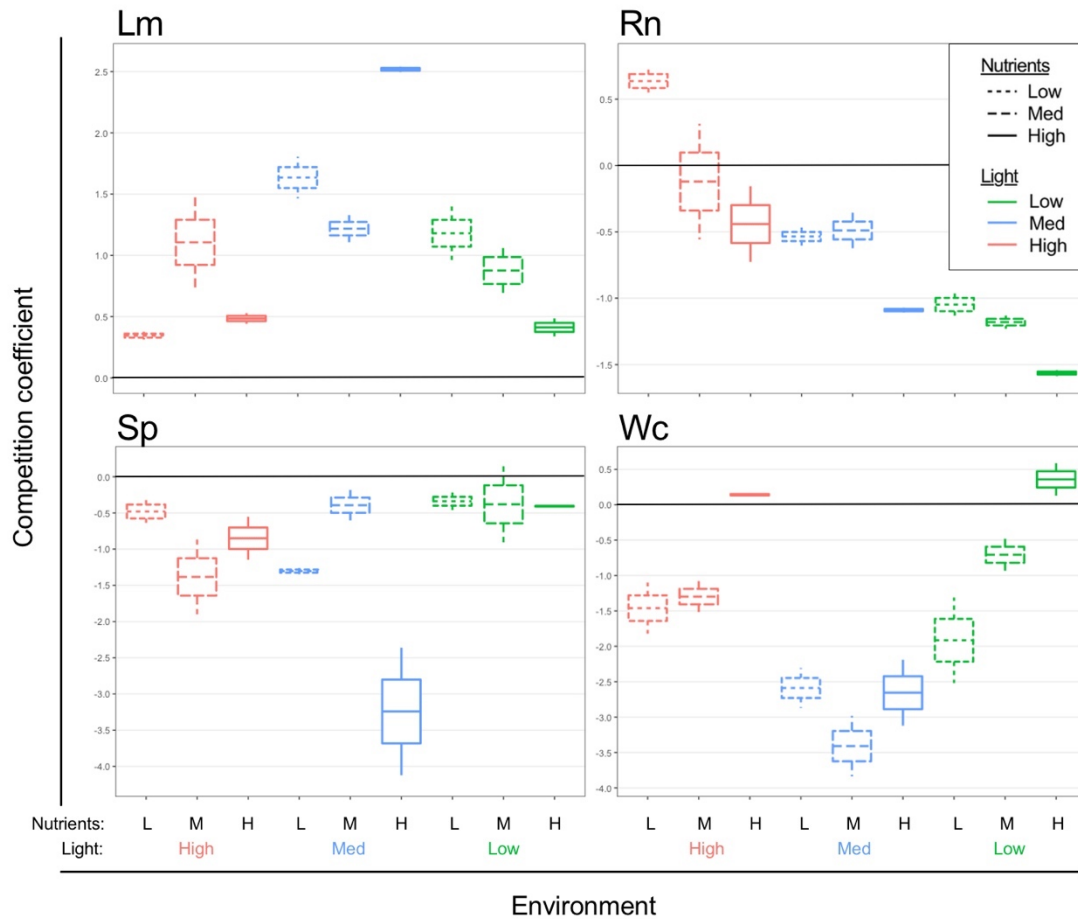 Lm
Rn
2.5
2.0
1.5
1.0
0.5
0.0
0.5
0.0
-0.5
-1.0
-1.5
Nutrients
Low
Med
High
Light
Low
Med
High
Competition coefficient
Sp
Wc
0.0
-0.5
-1.0
-1.5
-2.0
-2.5
-3.0
-3.5
-4.0
0.5
0.0
-0.5
-1.0
-1.5
-2.0
-2.5
-3.0
-3.5
-4.0
Nutrients: L M H L M H L M H L M H L M H L M H
Light: High Med Low High Med Low
Environment